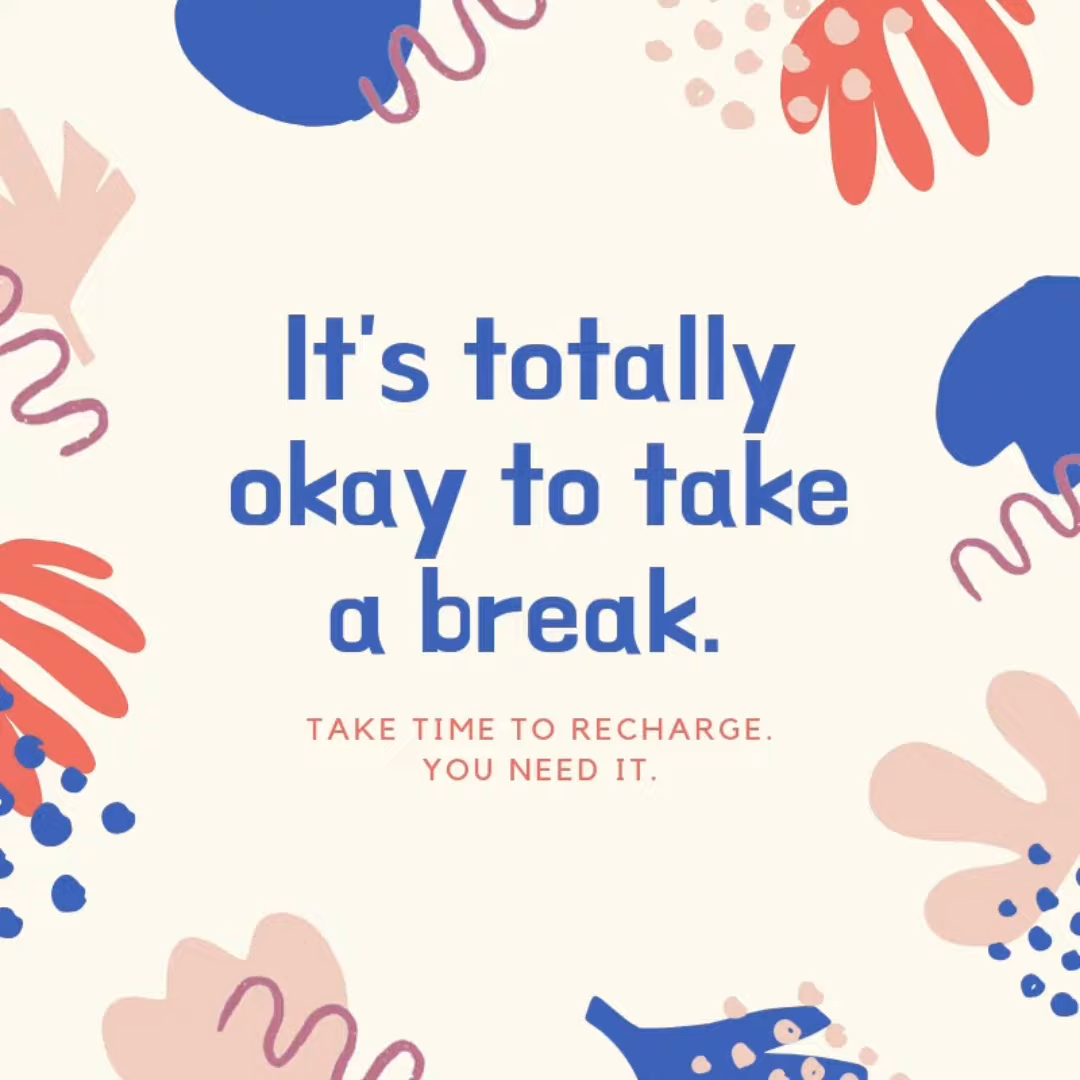 It's totally
okay to take
a break.
TAKE TIME TO RECHARGE.
YOU NEED IT.